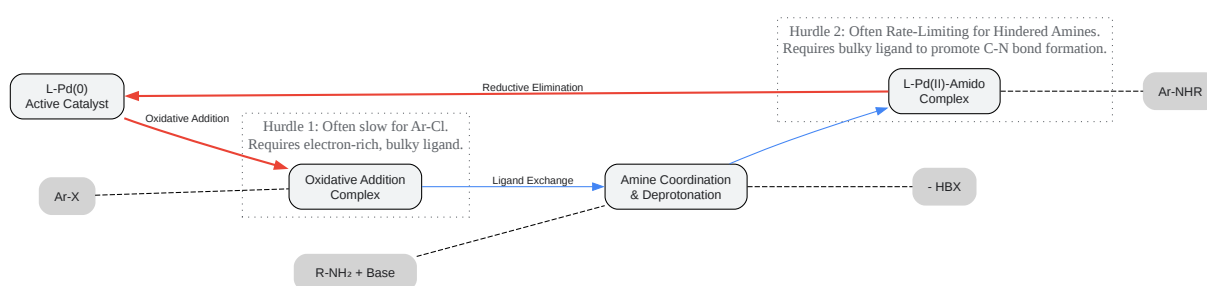 Hurdle 2: Often Rate-Limiting for Hindered Amines.
Requires bulky ligand to promote C-N bond formation.
L-Pd(0)
Active Catalyst
Reductive Elimination
L-Pd(II)-Amido
Complex
Ar-NHR
Oxidative Addition
Hurdle 1: Often slow for Ar-Cl.
Requires electron-rich, bulky ligand.
Ar-X
Oxidative Addition
Complex
Ligand Exchange
Amine Coordination
& Deprotonation
- HBX
R-NH₂ + Base